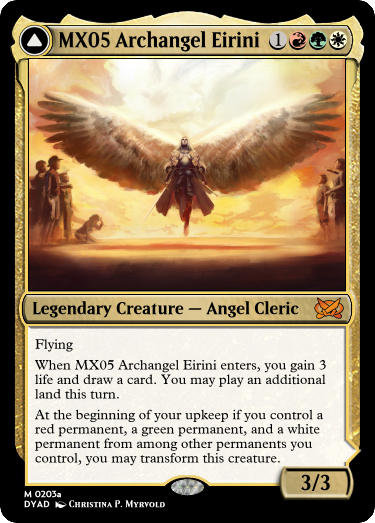 MX05 Archangel Eirini 1
Legendary Creature — Angel Cleric
Flying
When MX05 Archangel Eirini enters, you gain 3
life and draw a card. You may play an additional
land this turn.
At the beginning of your upkeep if you control a
red permanent, a green permanent, and a white
permanent from among other permanents you
control, you may transform this creature.
3/3
M 0203a
DYAD Christina P. Myrvold